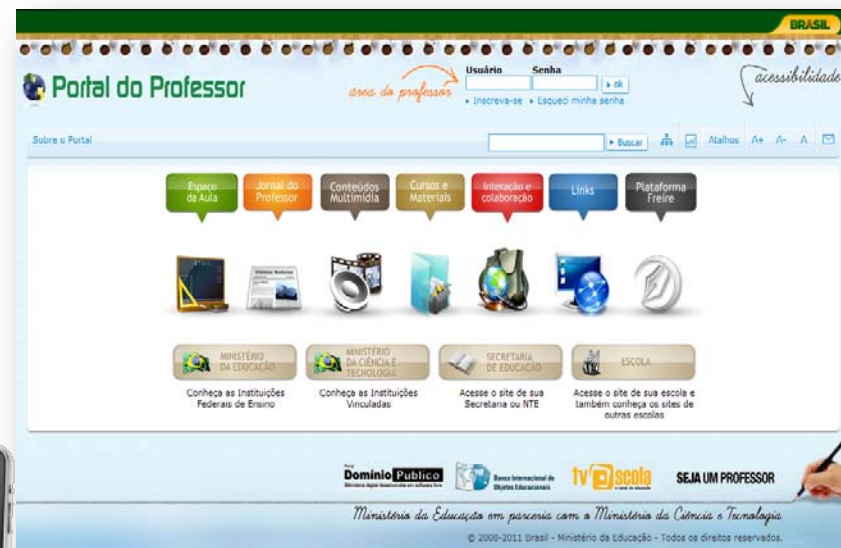 BRASIL
Portal do Professor
área do professor
Usuário Senha
ok
Inscreva-se Esqueci minha senha
acessibilidade
Sobre o Portal
Buscar
Atalhos A+ A- A
Espaço da Aula
Jornal do Professor
Conteúdos Multimídia
Cursos e Materiais
Interação e colaboração
Links
Plataforma Freire
MINISTÉRIO DA EDUCAÇÃO
MINISTÉRIO DA CIÊNCIA E TECNOLOGIA
SECRETARIA DE EDUCAÇÃO
ESCOLA
Conheça as Instituições Federais de Ensino
Conheça as Instituições Vinculadas
Acesse o site de sua Secretaria ou NTE
Acesse o site de sua escola e também conheça os sites de outras escolas
Domínio Publico
Banco Internacional de Objetos Educacionais
tv escola
SEJA UM PROFESSOR
Ministério da Educação em parceria com o Ministério da Ciência e Tecnologia
© 2008-2011 Brasil - Ministério da Educação - Todos os direitos reservados.